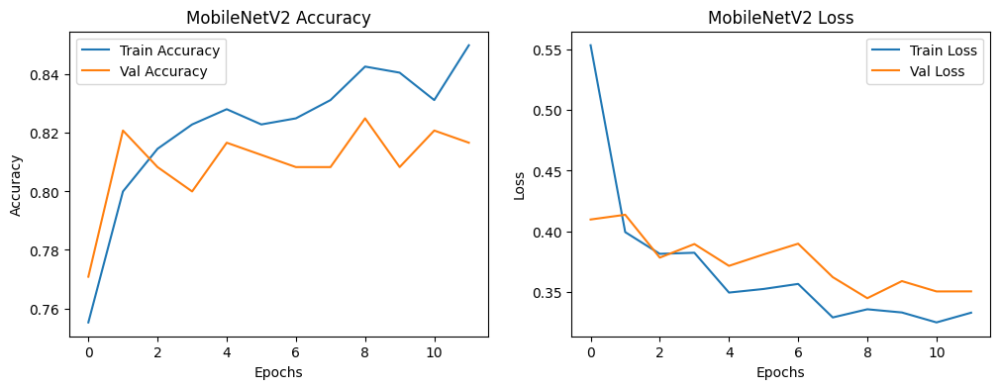 MobileNetV2 Accuracy
Train Accuracy
Val Accuracy
0.84
0.82
0.80
0.78
0.76
Accuracy
0 2 4 6 8 10
Epochs
MobileNetV2 Loss
Train Loss
Val Loss
0.55
0.50
0.45
0.40
0.35
Loss
0 2 4 6 8 10
Epochs